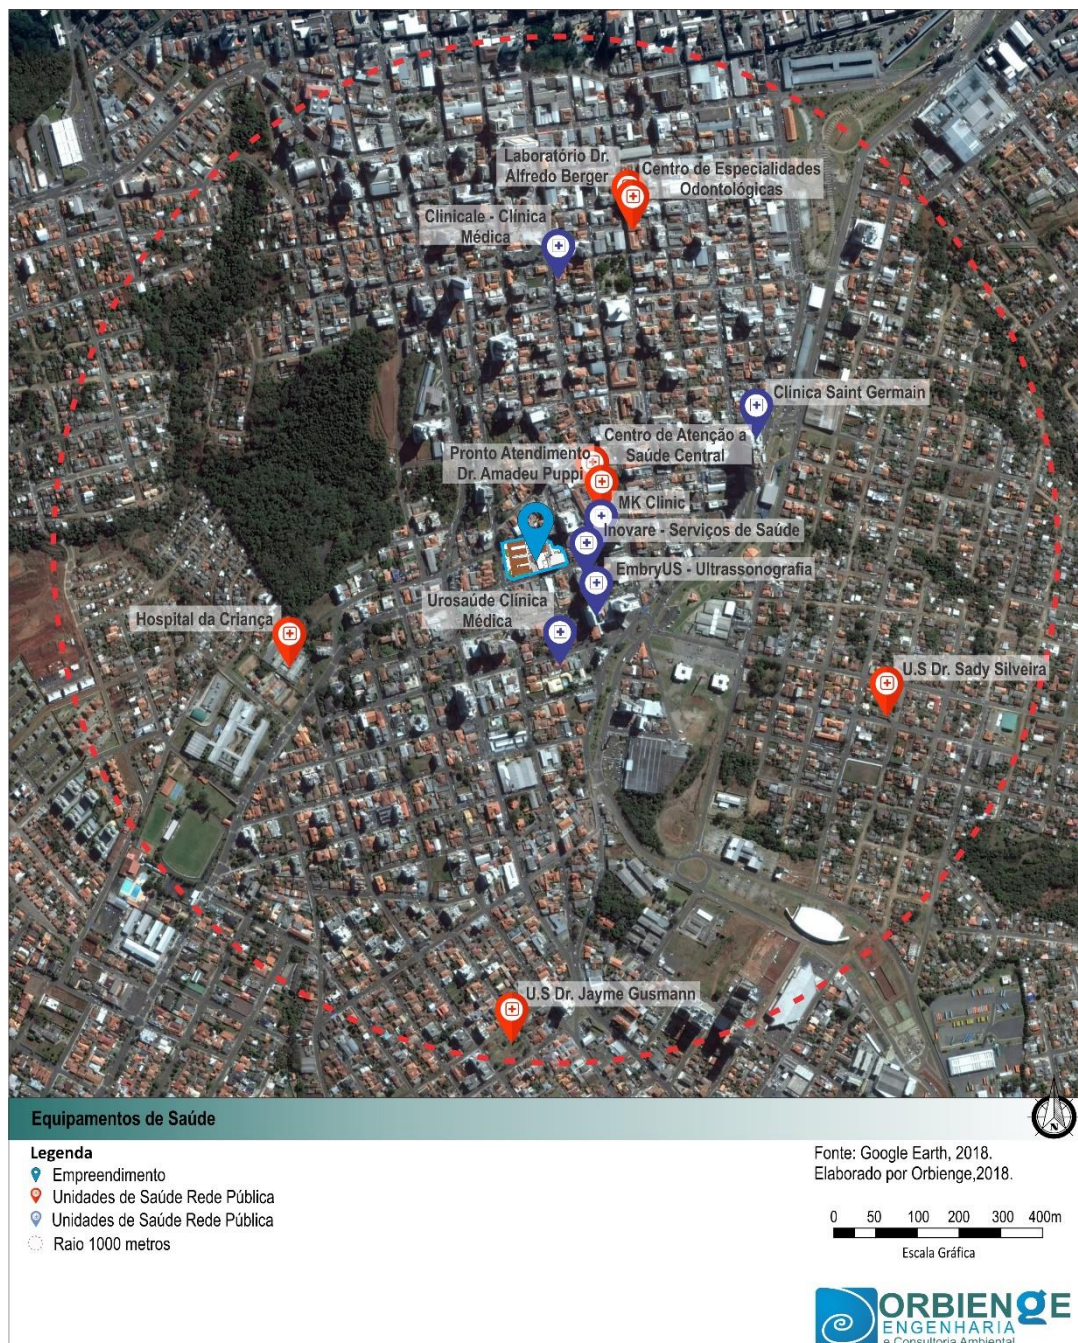 Laboratório Dr.
Alfredo Berger
Centro de Especialidades
Odontológicas
Clinicale - Clínica
Médica
Clínica Saint Germain
Centro de Atenção a
Saúde Central
Pronto Atendimento
Dr. Amadeu Puppi
MK Clinic
Inovare - Serviços de Saúde
EmbryUS - Ultrassonografia
Urosaúde Clínica
Médica
Hospital da Criança
U.S Dr. Sady Silveira
U.S Dr. Jayme Gusmann
Equipamentos de Saúde
N
Legenda
Empreendimento
Unidades de Saúde Rede Pública
Unidades de Saúde Rede Pública
Raio 1000 metros
Fonte: Google Earth, 2018.
Elaborado por Orbienge,2018.
0 50 100 200 300 400m
Escala Gráfica
ORBIENGE
ENGENHARIA
e Consultoria Ambiental